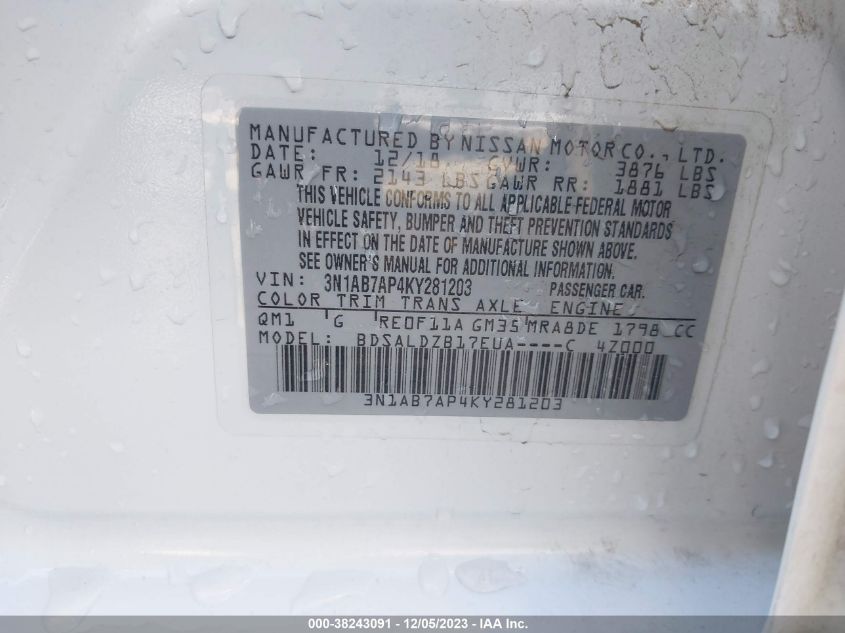 MANUFACTURED BY NISSAN MOTOR CO., LTD.
DATE: 12/18 GVWR: 3876 LBS
GAWR FR: 2143 LBS GAWR RR: 1881 LBS
THIS VEHICLE CONFORMS TO ALL APPLICABLE FEDERAL MOTOR
VEHICLE SAFETY, BUMPER AND THEFT PREVENTION STANDARDS
IN EFFECT ON THE DATE OF MANUFACTURE SHOWN ABOVE.
SEE OWNER'S MANUAL FOR ADDITIONAL INFORMATION.
VIN: 3N1AB7AP4KY281203 PASSENGER CAR.
COLOR TRIM TRANS AXLE ENGINE
QM1 G RE0F11A GM35 MRA8DE 1798 CC
MODEL: BDSALDZB17EUA----C 4Z000
3N1AB7AP4KY281203
000-38243091 - 12/05/2023 - IAA Inc.